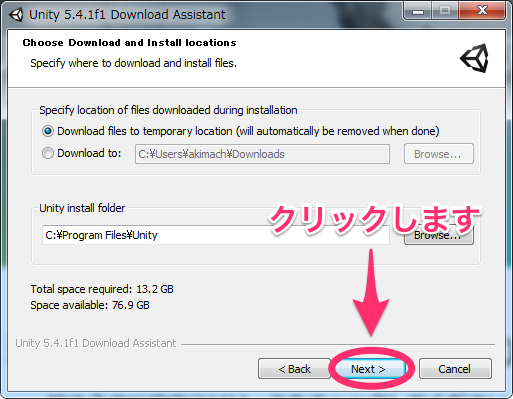 Unity 5.4.1f1 Download Assistant
Choose Download and Install locations
Specify where to download and install files.
Specify location of files downloaded during installation
Download files to temporary location (will automatically be removed when done)
Download to:
C:¥Users¥akimach¥Downloads
Browse...
Unity install folder
クリックします
C:¥Program Files¥Unity
Browse...
Total space required: 13.2 GB
Space available: 76.9 GB
Unity 5.4.1f1 Download Assistant
< Back
Next >
Cancel